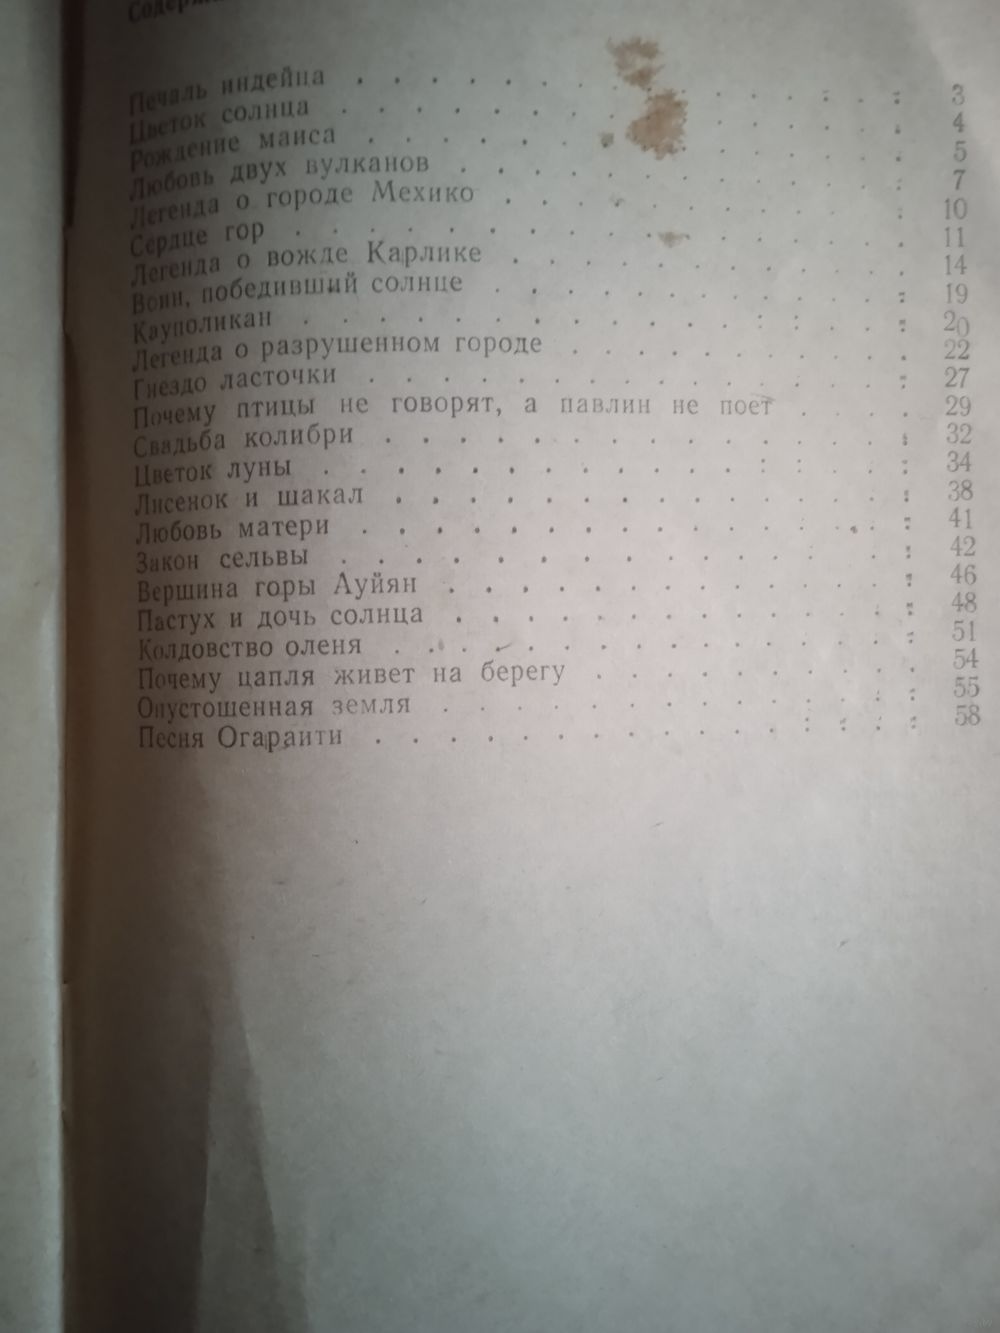 Печаль индейца . . . . . . . . . . . . . . . 3
Цветок солнца . . . . . . . . . . . . . . . 4
Рождение маиса . . . . . . . . . . . . . . . 5
Любовь двух вулканов . . . . . . . . . . . . 7
Легенда о городе Мехико . . . . . . . . . . . 10
Сердце гор . . . . . . . . . . . . . . . . . 11
Легенда о вожде Карлике . . . . . . . . . . . 14
Воин, победивший солнце . . . . . . . . . . . 19
Кауполикан . . . . . . . . . . . . . . . . . 20
Легенда о разрушенном городе . . . . . . . . . 22
Гнездо ласточки . . . . . . . . . . . . . . . 27
Почему птицы не говорят, а павлин не поет . . . . 29
Свадьба колибри . . . . . . . . . . . . . . . 32
Цветок луны . . . . . . . . . . . . . . . . 34
Лисенок и шакал . . . . . . . . . . . . . . 38
Любовь матери . . . . . . . . . . . . . . . 41
Закон сельвы . . . . . . . . . . . . . . . . 42
Вершина горы Ауйян . . . . . . . . . . . . . 46
Пастух и дочь солнца . . . . . . . . . . . . . 48
Колдовство оленя . . . . . . . . . . . . . . 51
Почему цапля живет на берегу . . . . . . . . . 54
Опустошенная земля . . . . . . . . . . . . . 55
Песня Огараити . . . . . . . . . . . . . . . 58